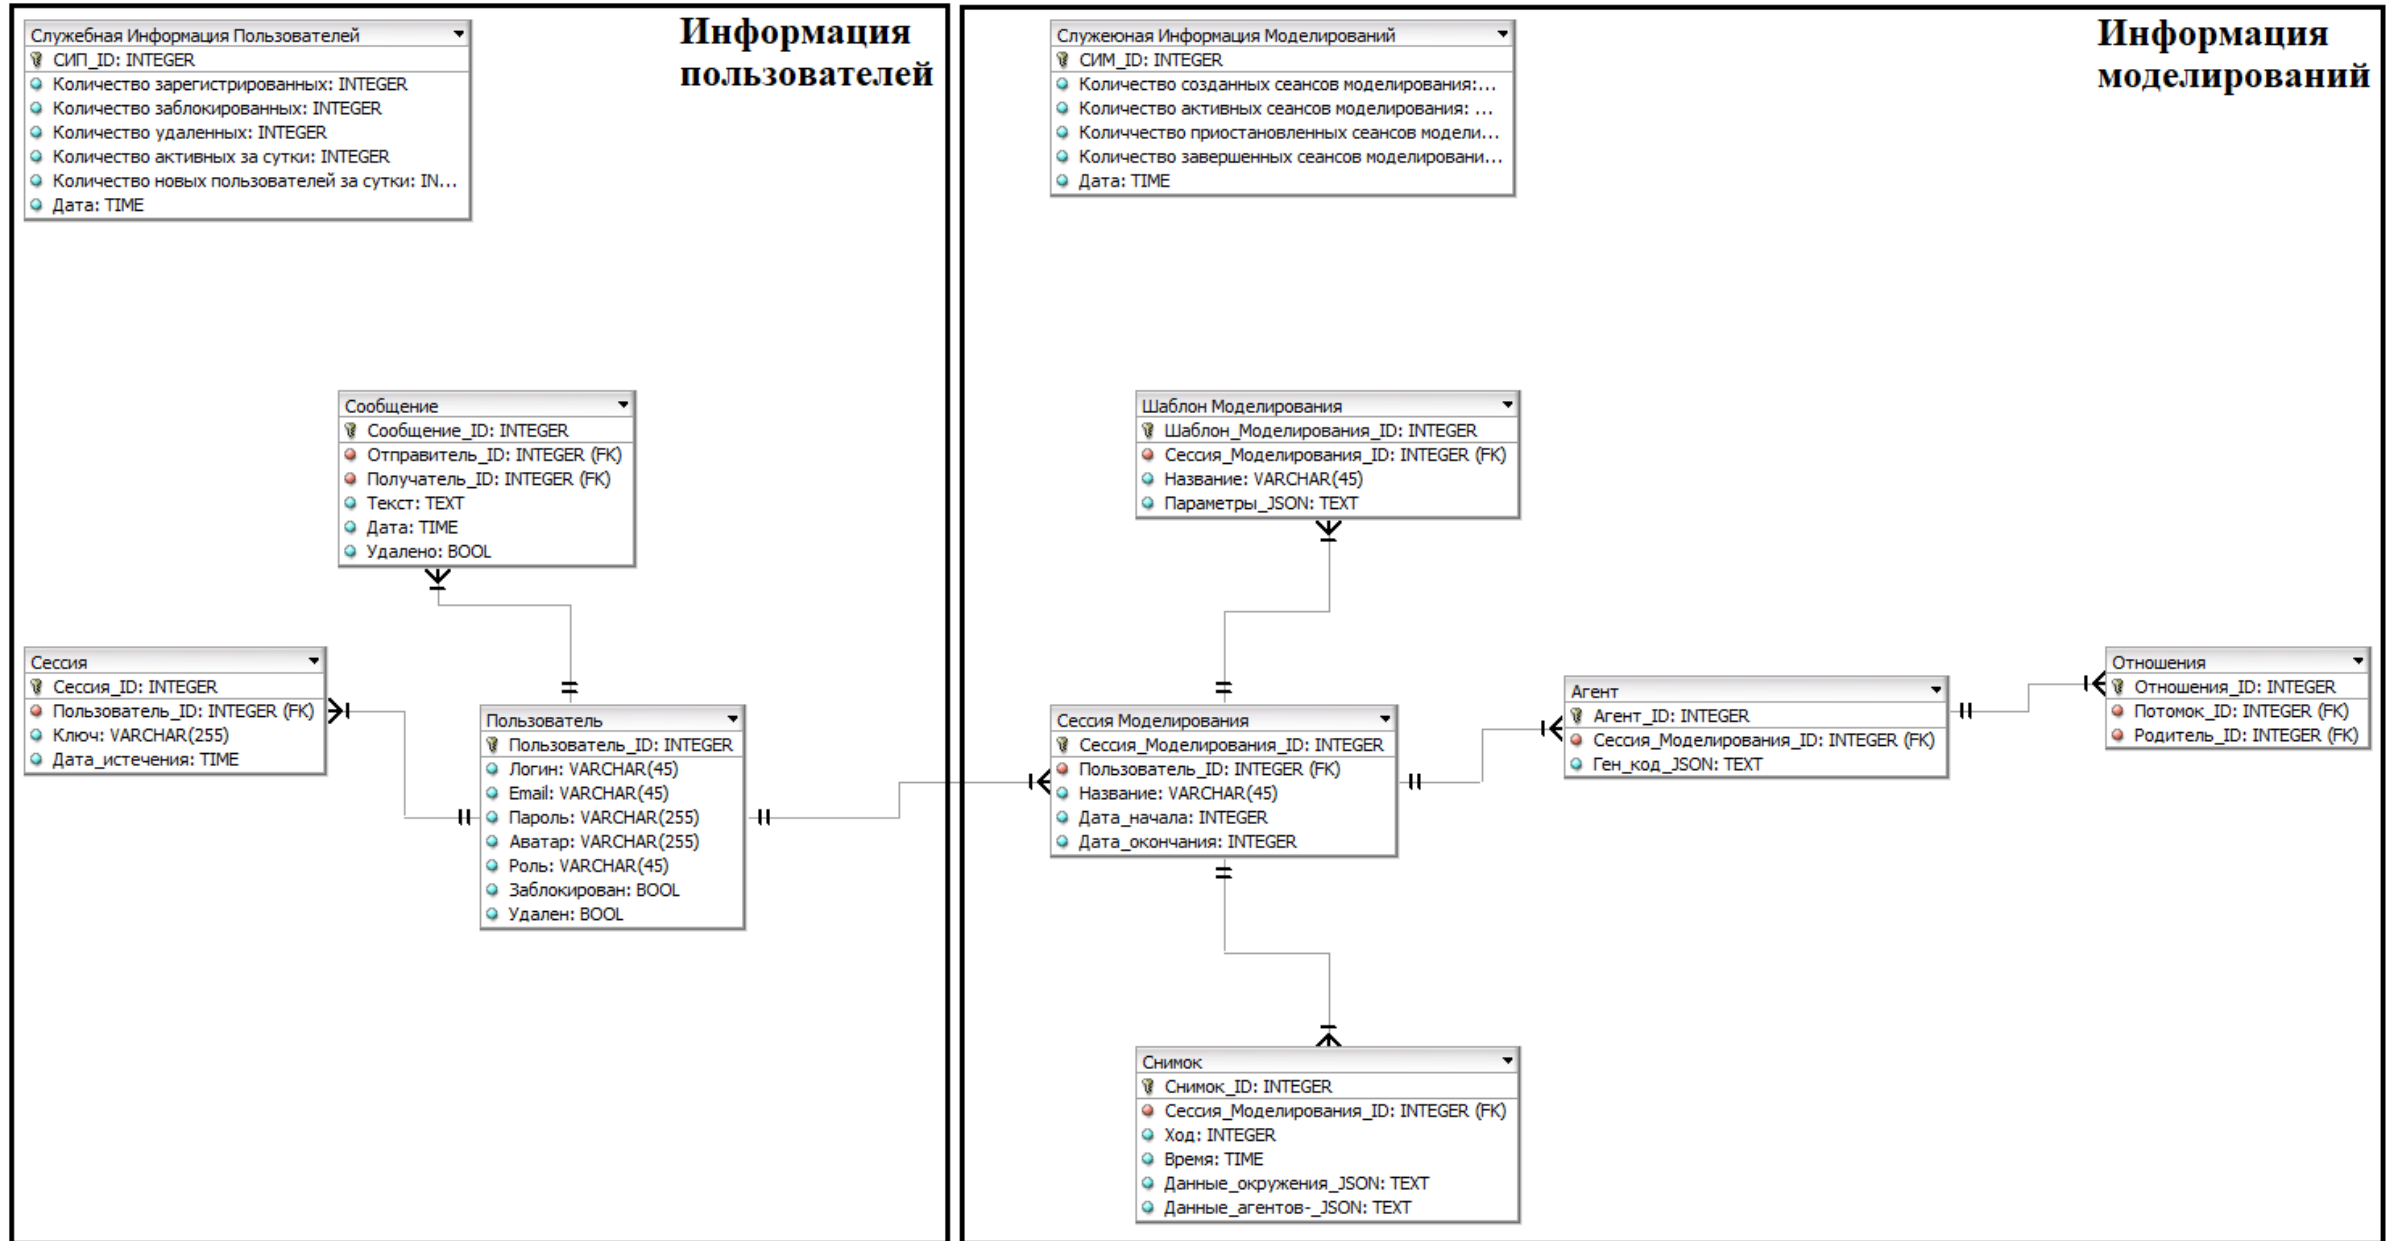 Информация
пользователей
Служебная Информация Пользователей
СИП_ID: INTEGER
Количество зарегистрированных: INTEGER
Количество заблокированных: INTEGER
Количество удаленных: INTEGER
Количество активных за сутки: INTEGER
Количество новых пользователей за сутки: IN...
Дата: TIME
Сообщение
Сообщение_ID: INTEGER
Отправитель_ID: INTEGER (FK)
Получатель_ID: INTEGER (FK)
Текст: TEXT
Дата: TIME
Удалено: BOOL
Сессия
Сессия_ID: INTEGER
Пользователь_ID: INTEGER (FK)
Ключ: VARCHAR(255)
Дата_истечения: TIME
Пользователь
Пользователь_ID: INTEGER
Логин: VARCHAR(45)
Email: VARCHAR(45)
Пароль: VARCHAR(255)
Аватар: VARCHAR(255)
Роль: VARCHAR(45)
Заблокирован: BOOL
Удален: BOOL
Информация
моделирований
Служеюная Информация Моделирований
СИМ_ID: INTEGER
Количество созданных сеансов моделирования:...
Количество активных сеансов моделирования: ...
Количчество приостановленных сеансов модели...
Количество завершенных сеансов моделировани...
Дата: TIME
Шаблон Моделирования
Шаблон_Моделирования_ID: INTEGER
Сессия_Моделирования_ID: INTEGER (FK)
Название: VARCHAR(45)
Параметры_JSON: TEXT
Сессия Моделирования
Сессия_Моделирования_ID: INTEGER
Пользователь_ID: INTEGER (FK)
Название: VARCHAR(45)
Дата_начала: INTEGER
Дата_окончания: INTEGER
Агент
Агент_ID: INTEGER
Сессия_Моделирования_ID: INTEGER (FK)
Ген_код_JSON: TEXT
Отношения
Отношения_ID: INTEGER
Потомок_ID: INTEGER (FK)
Родитель_ID: INTEGER (FK)
Снимок
Снимок_ID: INTEGER
Сессия_Моделирования_ID: INTEGER (FK)
Ход: INTEGER
Время: TIME
Данные_окружения_JSON: TEXT
Данные_агентов-_JSON: TEXT